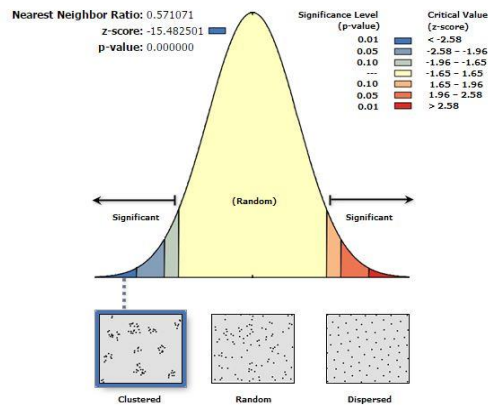 Nearest Neighbor Ratio: 0.571071
z-score: -15.482501
p-value: 0.000000
Significance Level
(p-value)
Critical Value
(z-score)
0.01 < -2.58
0.05 -2.58 – -1.96
0.10 -1.96 – -1.65
--- -1.65 – 1.65
0.10 1.65 – 1.96
0.05 1.96 – 2.58
0.01 > 2.58
Significant
(Random)
Significant
Clustered
Random
Dispersed